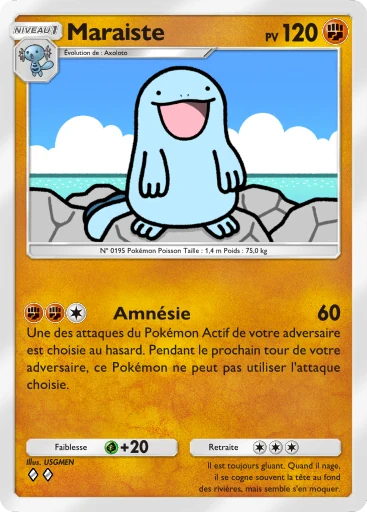 NIVEAU 1
Maraiste
PV 120
Évolution de : Axoloto
N° 0195 Pokémon Poisson Taille : 1,4 m Poids : 75,0 kg
Amnésie 60
Une des attaques du Pokémon Actif de votre adversaire
est choisie au hasard. Pendant le prochain tour de votre
adversaire, ce Pokémon ne peut pas utiliser l'attaque
choisie.
Faiblesse +20
Retraite
Illus. USGMEN
Il est toujours gluant. Quand il nage,
il se cogne souvent la tête au fond
des rivières, mais semble s'en moquer.